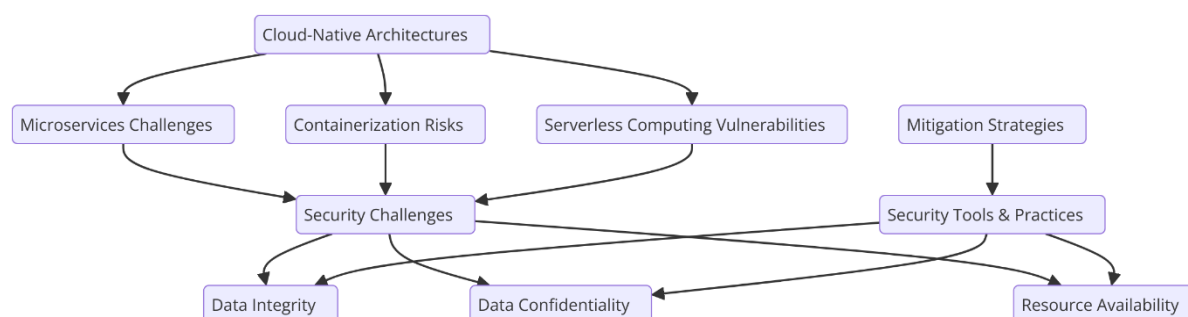 Cloud-Native Architectures
Microservices Challenges
Containerization Risks
Serverless Computing Vulnerabilities
Mitigation Strategies
Security Challenges
Security Tools & Practices
Data Integrity
Data Confidentiality
Resource Availability